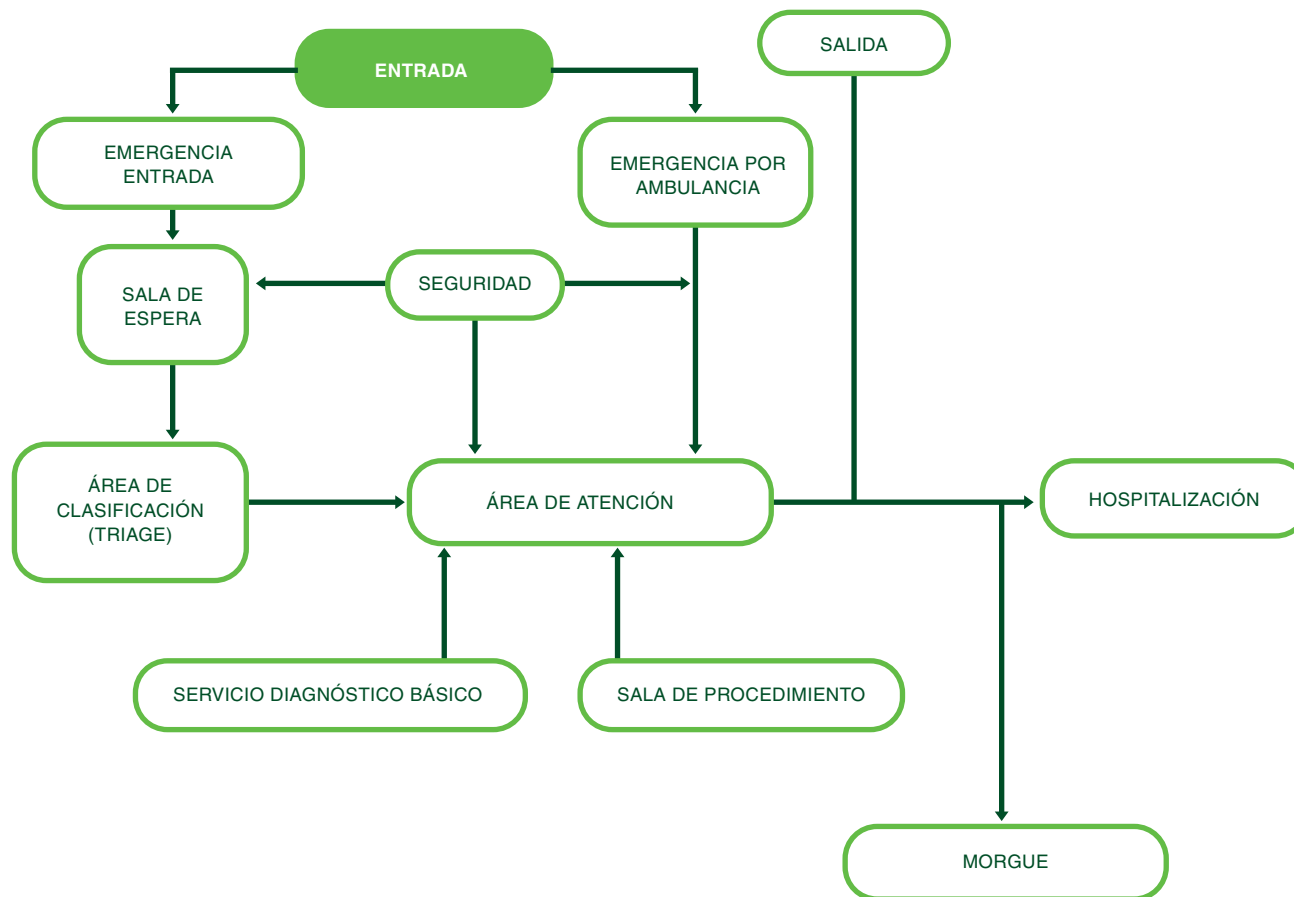 SALIDA
ENTRADA
EMERGENCIA
ENTRADA
EMERGENCIA POR
AMBULANCIA
SEGURIDAD
SALA DE
ESPERA
ÁREA DE
CLASIFICACIÓN
(TRIAGE)
ÁREA DE ATENCIÓN
HOSPITALIZACIÓN
SERVICIO DIAGNÓSTICO BÁSICO
SALA DE PROCEDIMIENTO
MORGUE